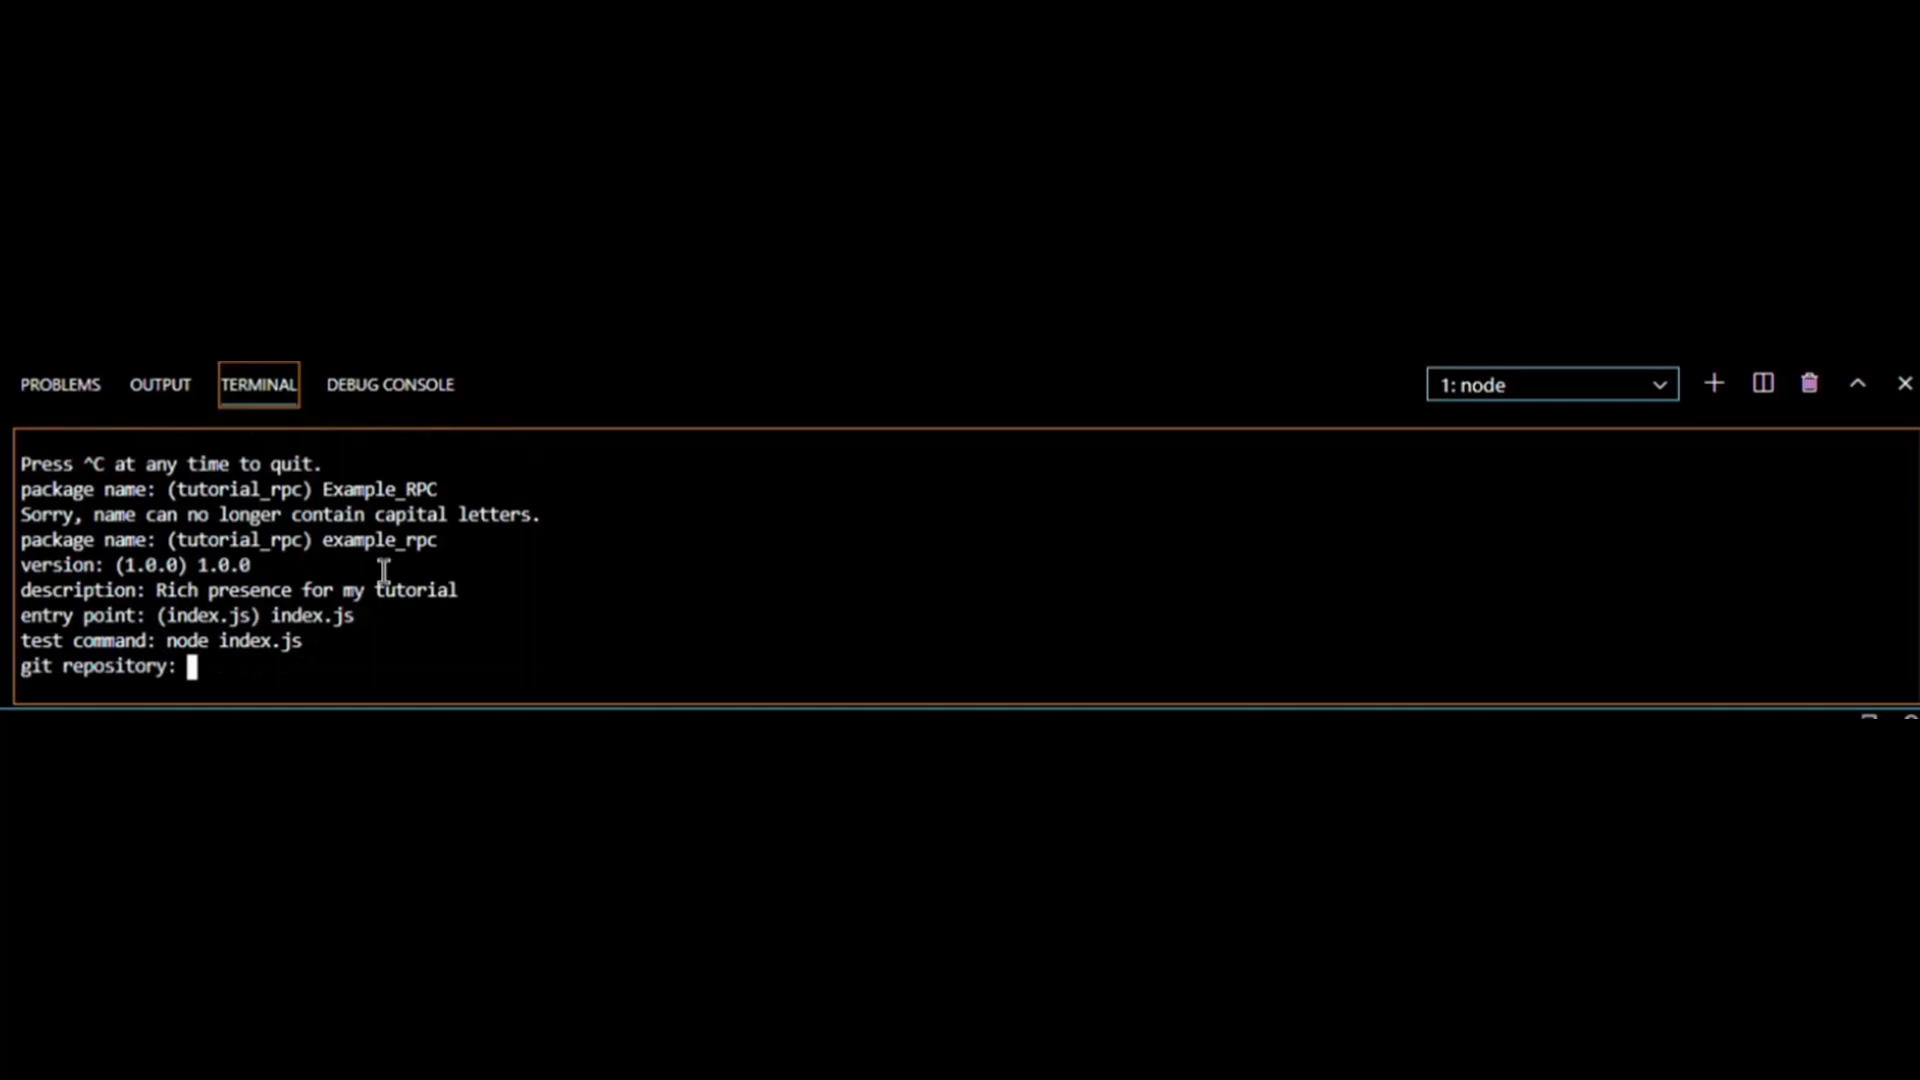 PROBLEMS OUTPUT TERMINAL DEBUG CONSOLE 1: node
Press ^C at any time to quit.
package name: (tutorial_rpc) Example_RPC
Sorry, name can no longer contain capital letters.
package name: (tutorial_rpc) example_rpc
version: (1.0.0) 1.0.0
description: Rich presence for my tutorial
entry point: (index.js) index.js
test command: node index.js
git repository: